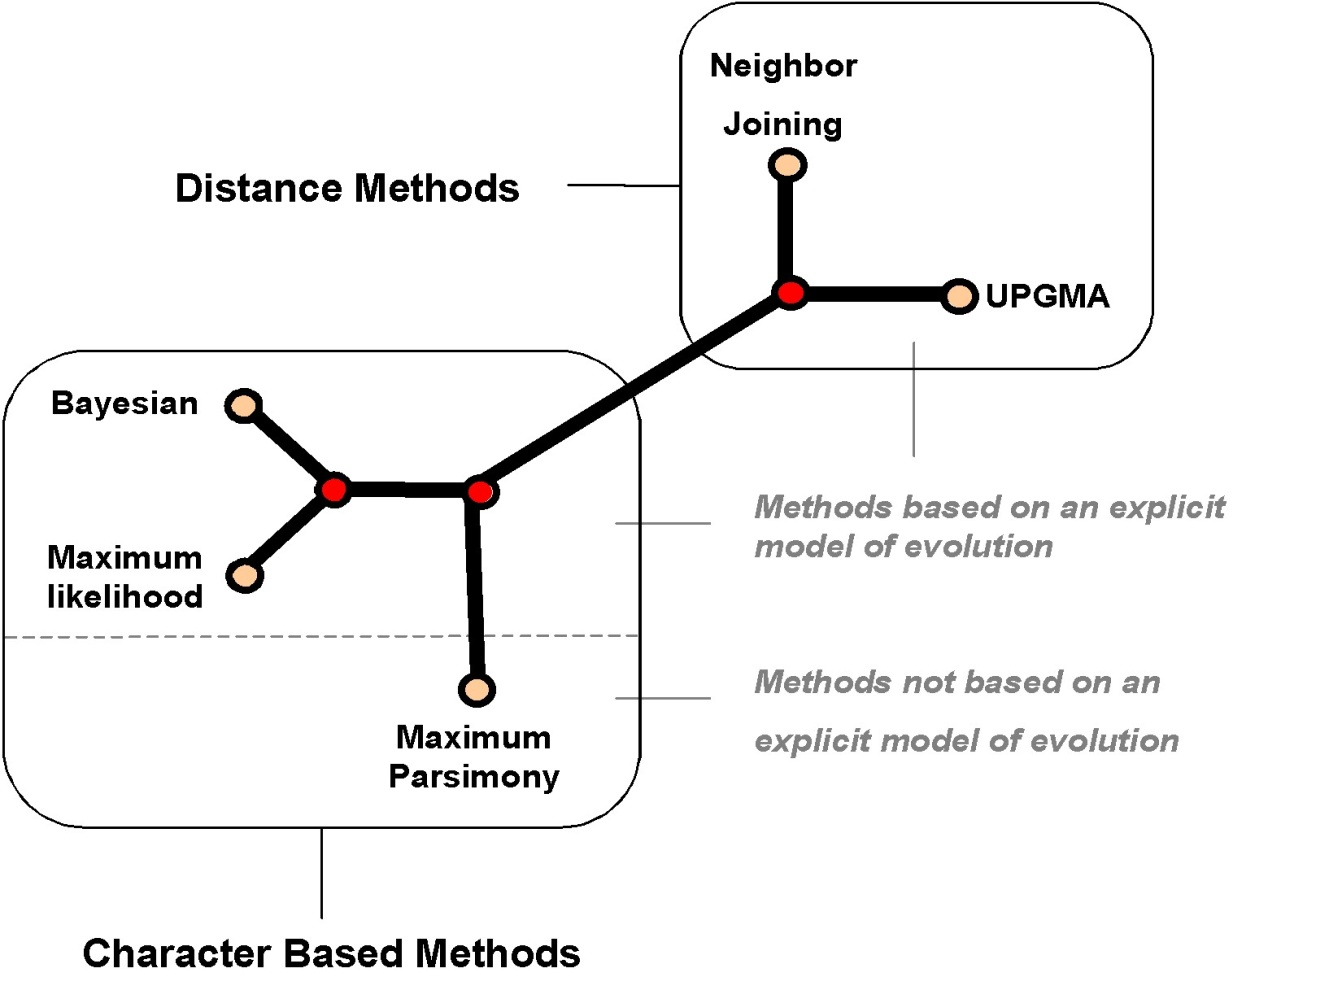 Neighbor
Joining
Distance Methods
UPGMA
Bayesian
Methods based on an explicit
model of evolution
Maximum
likelihood
Methods not based on an
explicit model of evolution
Maximum
Parsimony
Character Based Methods